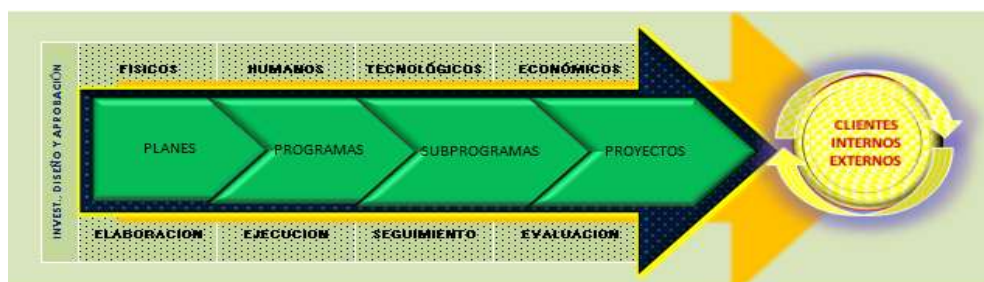 INVEST., DISEÑO Y APROBACIÓN
FISICOS HUMANOS TECNOLÓGICOS ECONÓMICOS
PLANES PROGRAMAS SUBPROGRAMAS PROYECTOS
ELABORACION EJECUCION SEGUIMIENTO EVALUACION
CLIENTES
INTERNOS
EXTERNOS